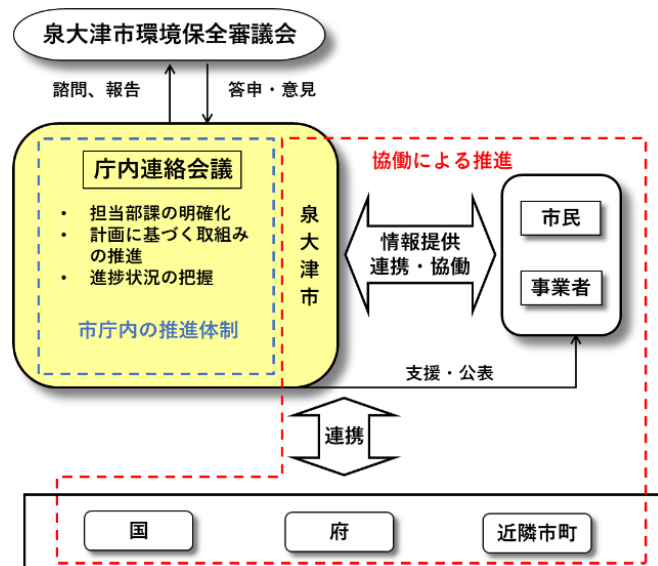 泉大津市環境保全審議会
諮問、報告
答申・意見
庁内連絡会議
・ 担当部課の明確化
・ 計画に基づく取組み
の推進
・ 進捗状況の把握
市庁内の推進体制
泉大津市
協働による推進
情報提供
連携・協働
市民
事業者
支援・公表
連携
国
府
近隣市町